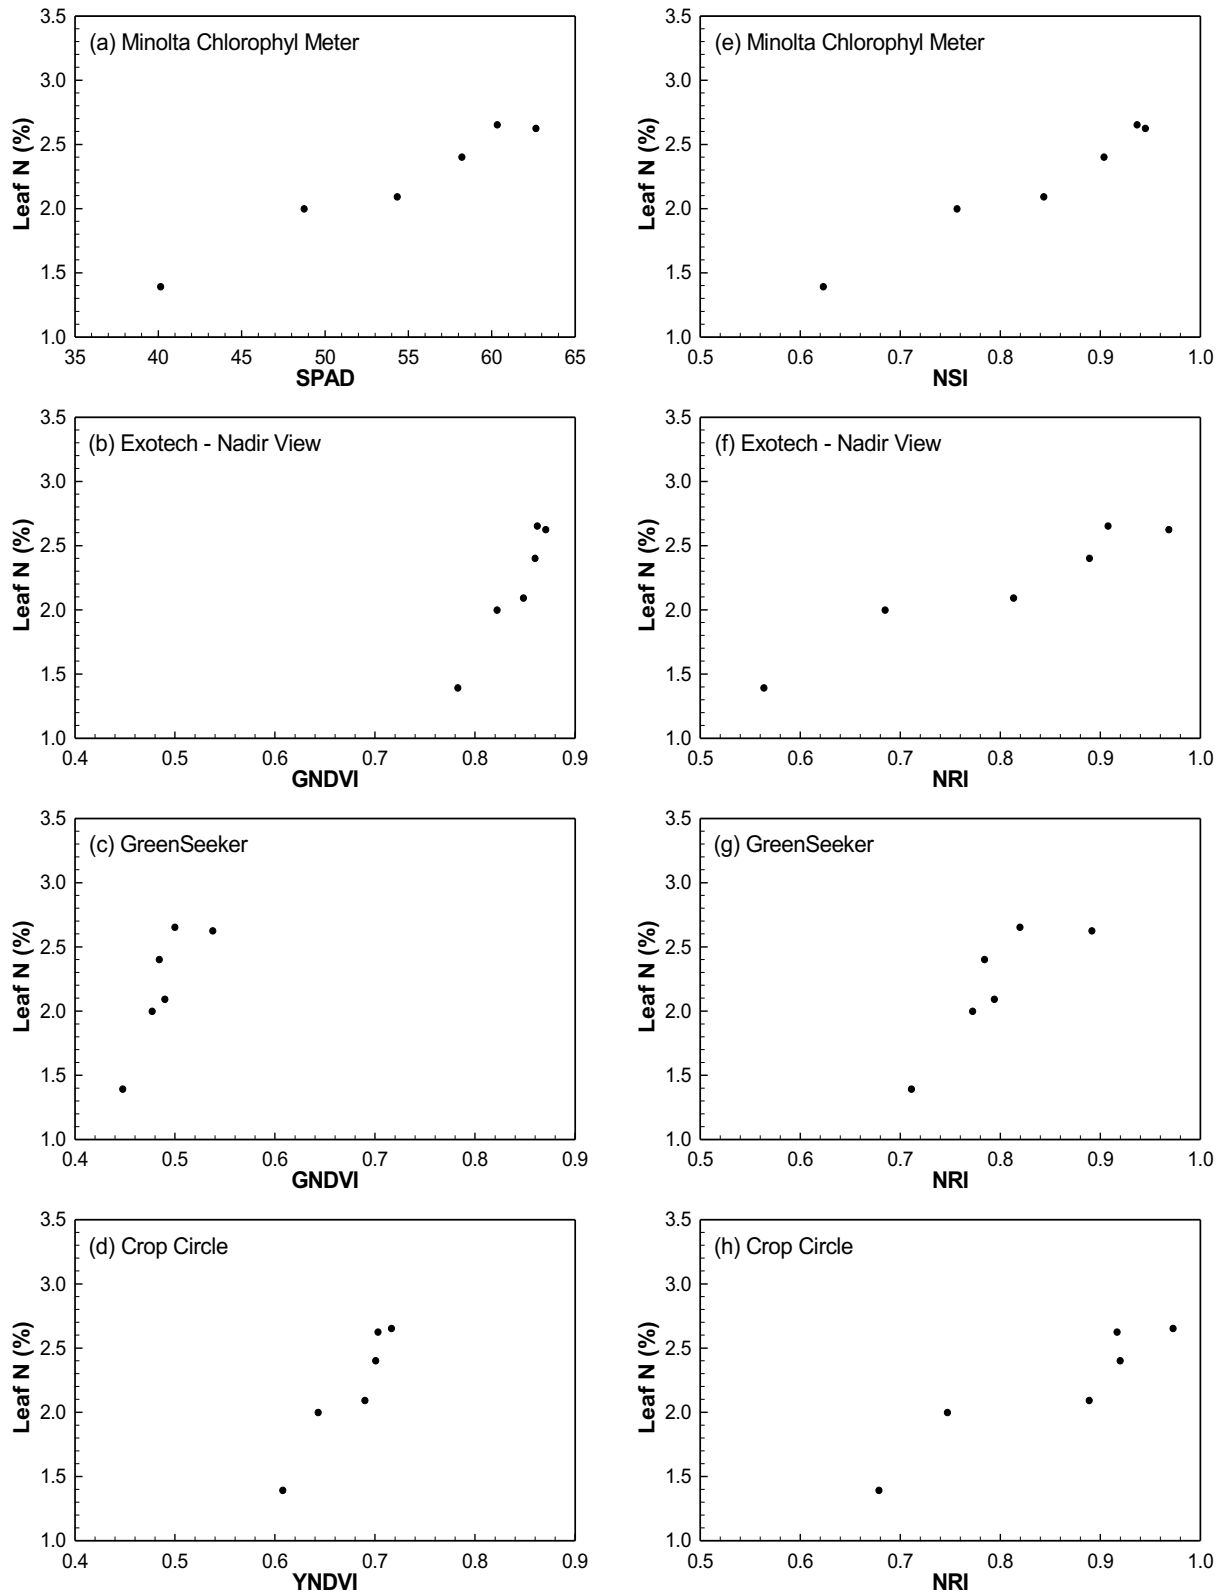 3.5
(a) Minolta Chlorophyl Meter
3.0
2.5
2.0
1.5
1.0
Leaf N (%)
35 40 45 50 55 60 65
SPAD
3.5
(e) Minolta Chlorophyl Meter
3.0
2.5
2.0
1.5
1.0
Leaf N (%)
0.5 0.6 0.7 0.8 0.9 1.0
NSI
3.5
(b) Exotech - Nadir View
3.0
2.5
2.0
1.5
1.0
Leaf N (%)
0.4 0.5 0.6 0.7 0.8 0.9
GNDVI
3.5
(f) Exotech - Nadir View
3.0
2.5
2.0
1.5
1.0
Leaf N (%)
0.5 0.6 0.7 0.8 0.9 1.0
NRI
3.5
(c) GreenSeeker
3.0
2.5
2.0
1.5
1.0
Leaf N (%)
0.4 0.5 0.6 0.7 0.8 0.9
GNDVI
3.5
(g) GreenSeeker
3.0
2.5
2.0
1.5
1.0
Leaf N (%)
0.5 0.6 0.7 0.8 0.9 1.0
NRI
3.5
(d) Crop Circle
3.0
2.5
2.0
1.5
1.0
Leaf N (%)
0.4 0.5 0.6 0.7 0.8 0.9
YNDVI
3.5
(h) Crop Circle
3.0
2.5
2.0
1.5
1.0
Leaf N (%)
0.5 0.6 0.7 0.8 0.9 1.0
NRI